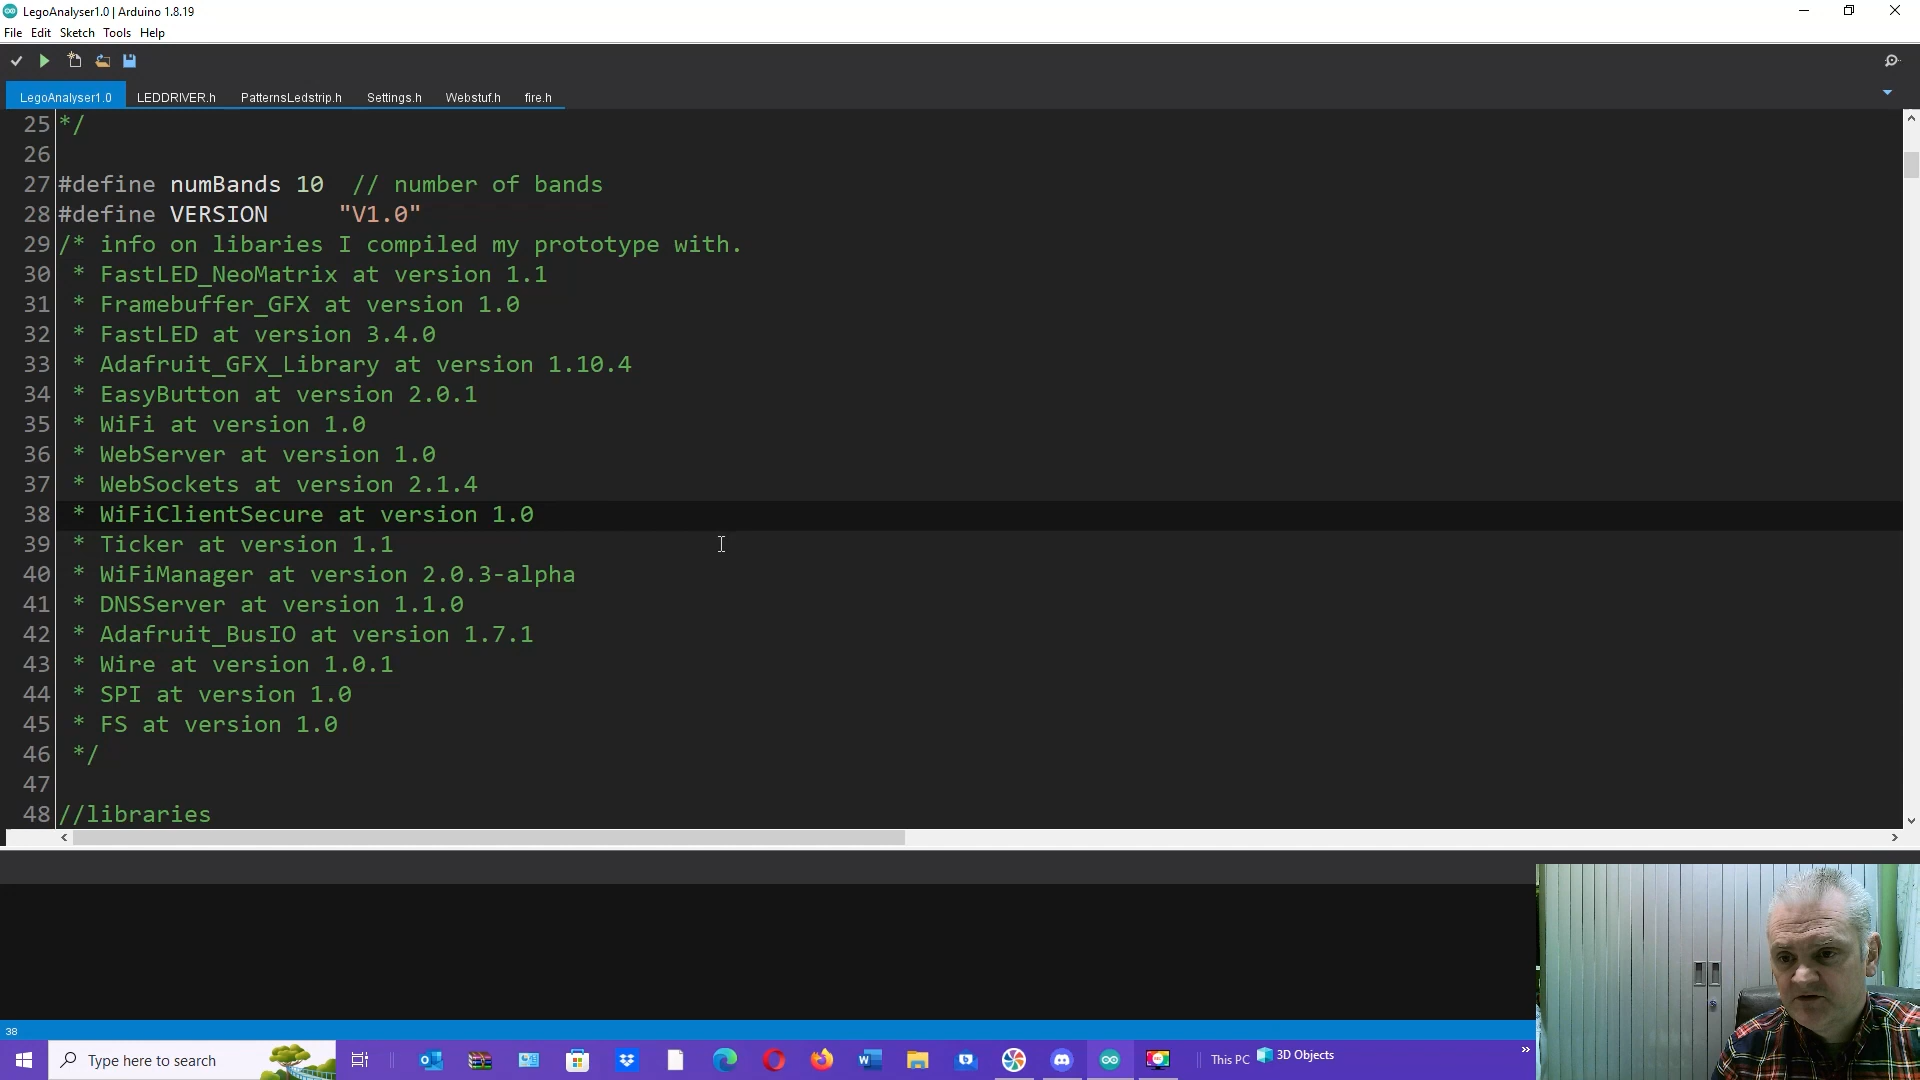 LegoAnalyser1.0 | Arduino 1.8.19
File Edit Sketch Tools Help
LegoAnalyser1.0 LEDDRIVER.h PatternsLedstrip.h Settings.h Webstuf.h fire.h
25 */
26
27 #define numBands 10 // number of bands
28 #define VERSION "V1.0"
29 /* info on libaries I compiled my prototype with.
30 * FastLED_NeoMatrix at version 1.1
31 * Framebuffer_GFX at version 1.0
32 * FastLED at version 3.4.0
33 * Adafruit_GFX_Library at version 1.10.4
34 * EasyButton at version 2.0.1
35 * WiFi at version 1.0
36 * WebServer at version 1.0
37 * WebSockets at version 2.1.4
38 * WiFiClientSecure at version 1.0
39 * Ticker at version 1.1
40 * WiFiManager at version 2.0.3-alpha
41 * DNSServer at version 1.1.0
42 * Adafruit_BusIO at version 1.7.1
43 * Wire at version 1.0.1
44 * SPI at version 1.0
45 * FS at version 1.0
46 */
47
48 //libraries
38
Type here to search This PC 3D Objects